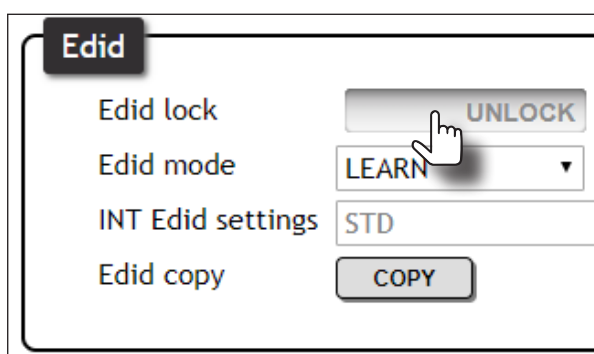 Edid
Edid lock UNLOCK
Edid mode LEARN
INT Edid settings STD
Edid copy COPY